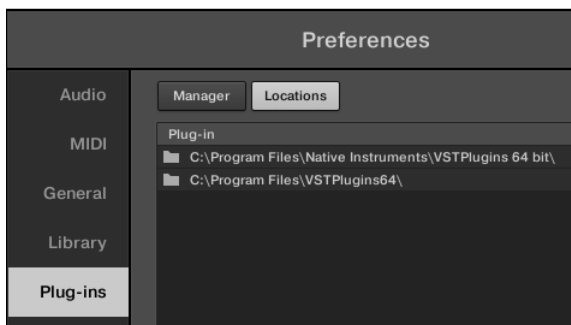 Preferences
Audio
MIDI
General
Library
Plug-ins
Manager Locations
Plug-in
C:\Program Files\Native Instruments\VSTPlugins 64 bit\
C:\Program Files\VSTPlugins64\